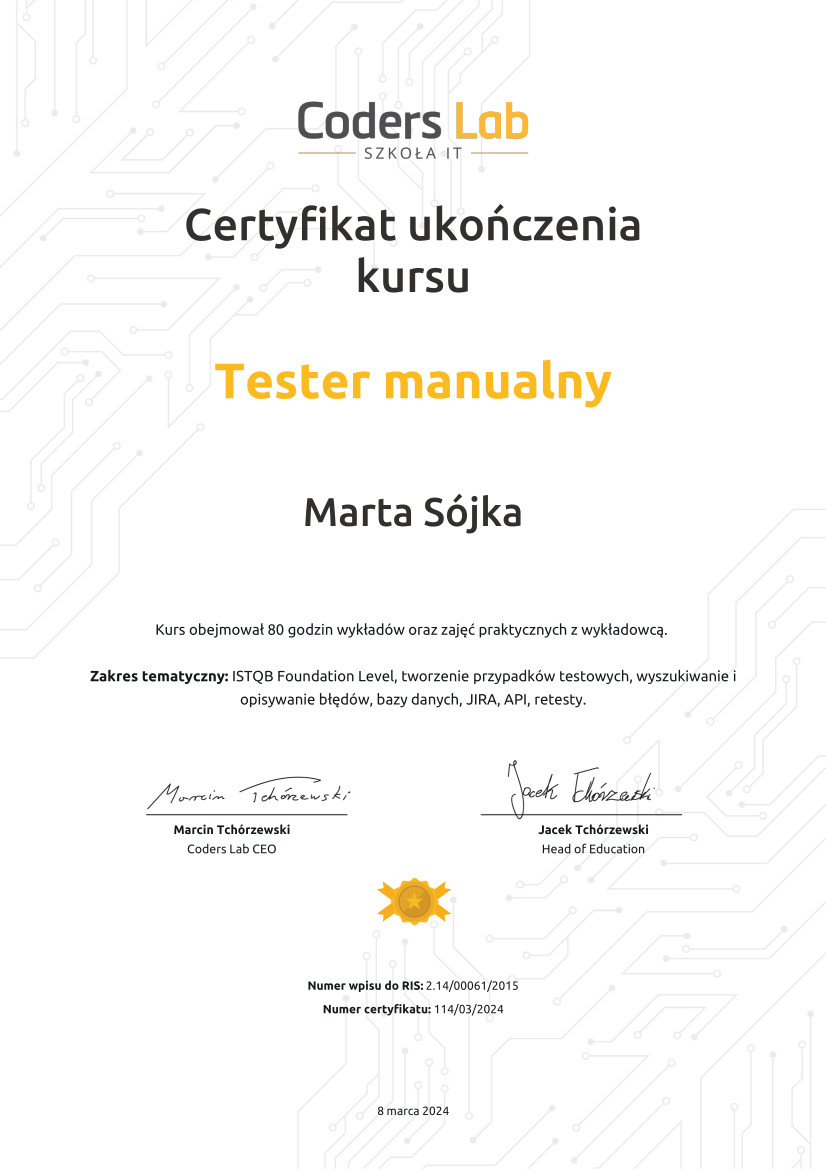 Coders Lab
SZKOŁA IT
Certyfikat ukończenia
kursu
Tester manualny
Marta Sójka
Kurs obejmował 80 godzin wykładów oraz zajęć praktycznych z wykładowcą.
Zakres tematyczny: ISTQB Foundation Level, tworzenie przypadków testowych, wyszukiwanie i
opisywanie błędów, bazy danych, JIRA, API, retesty.
Marcin Tchórzewski
Jacek Tchórzewski
Marcin Tchórzewski
Coders Lab CEO
Jacek Tchórzewski
Head of Education
Numer wpisu do RIS: 2.14/00061/2015
Numer certyfikatu: 114/03/2024
8 marca 2024